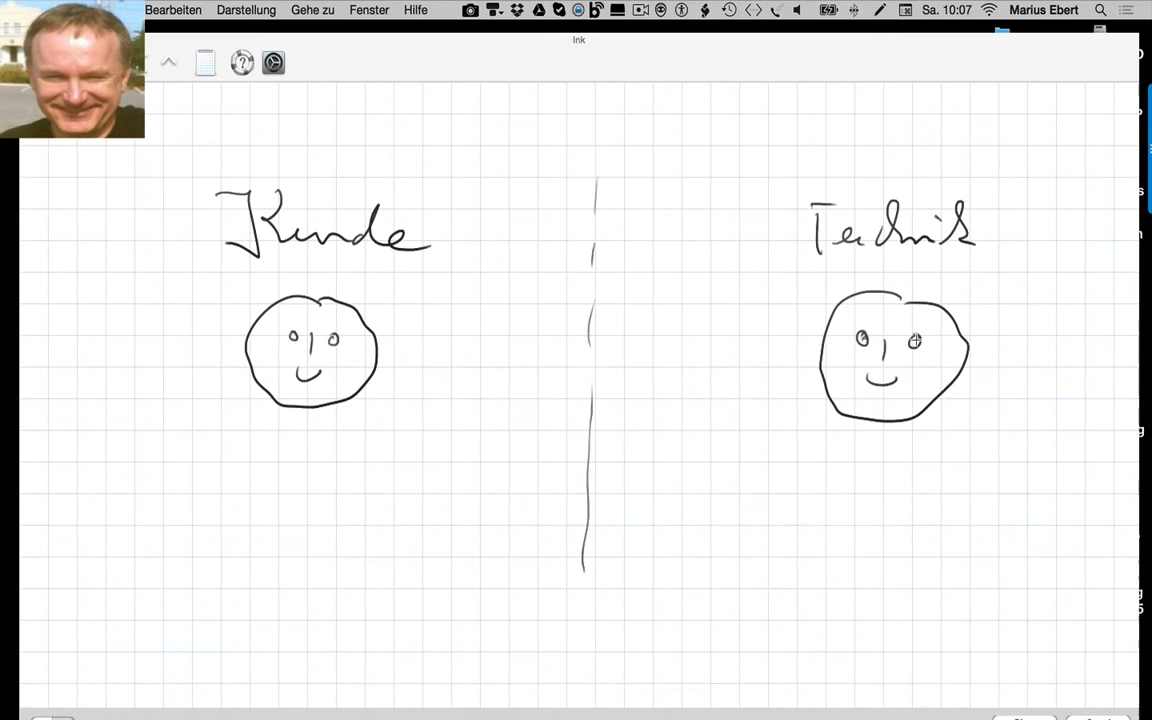 Bearbeiten Darstellung Gehe zu Fenster Hilfe Sa. 10:07 Marius Ebert
Ink
Kunde Technik